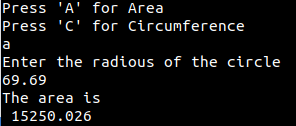 Press 'A' for Area
Press 'C' for Circumference
a
Enter the radious of the circle
69.69
The area is
15250.026